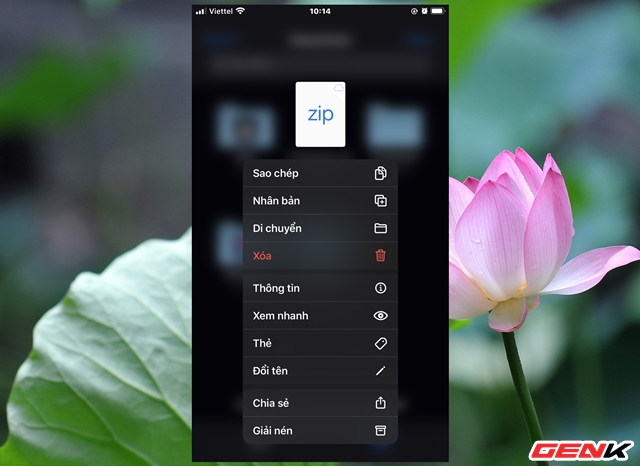 Viettel
10:14
zip
Sao chép
Nhân bản
Di chuyển
Xóa
Thông tin
Xem nhanh
Thẻ
Đổi tên
Chia sẻ
Giải nén
GENK